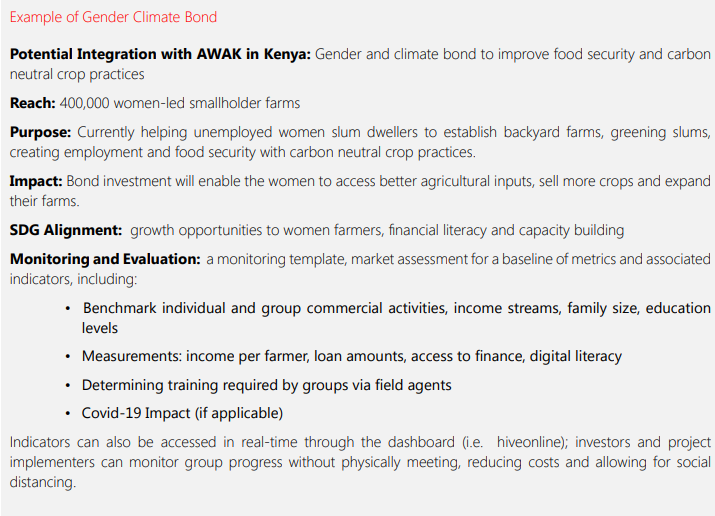 Example of Gender Climate Bond
Potential Integration with AWAK in Kenya: Gender and climate bond to improve food security and carbon
neutral crop practices
Reach: 400,000 women-led smallholder farms
Purpose: Currently helping unemployed women slum dwellers to establish backyard farms, greening slums,
creating employment and food security with carbon neutral crop practices.
Impact: Bond investment will enable the women to access better agricultural inputs, sell more crops and expand
their farms.
SDG Alignment: growth opportunities to women farmers, financial literacy and capacity building
Monitoring and Evaluation: a monitoring template, market assessment for a baseline of metrics and associated
indicators, including:
• Benchmark individual and group commercial activities, income streams, family size, education
levels
• Measurements: income per farmer, loan amounts, access to finance, digital literacy
• Determining training required by groups via field agents
• Covid-19 Impact (if applicable)
Indicators can also be accessed in real-time through the dashboard (i.e. hiveonline); investors and project
implementers can monitor group progress without physically meeting, reducing costs and allowing for social
distancing.